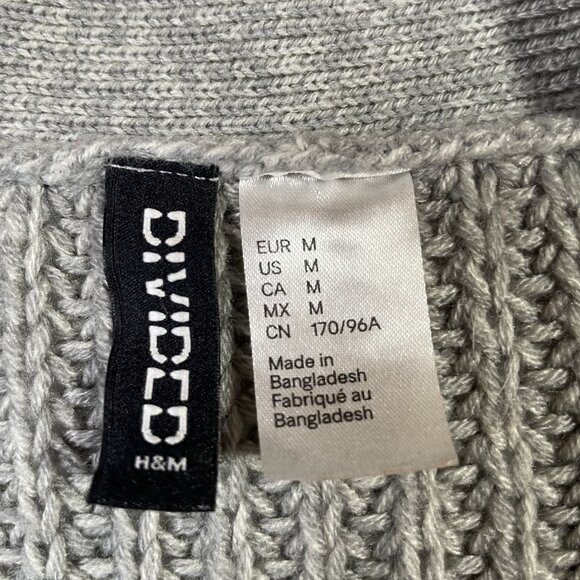 DIVIDED
H&M
EUR M
US M
CA M
MX M
CN 170/96A
Made in
Bangladesh
Fabriqué au
Bangladesh